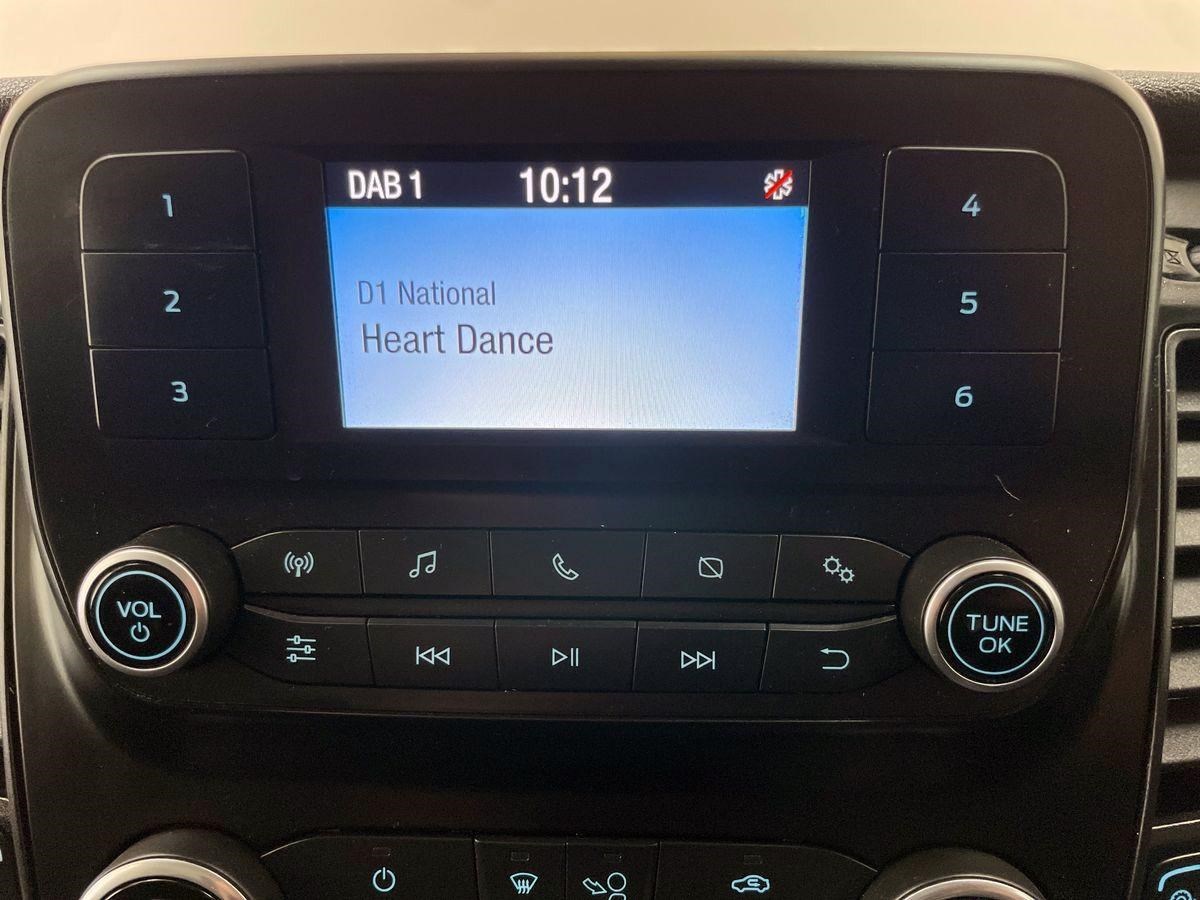 DAB 1 10:12
D1 National
Heart Dance
1
2
3
4
5
6
VOL
TUNE
OK